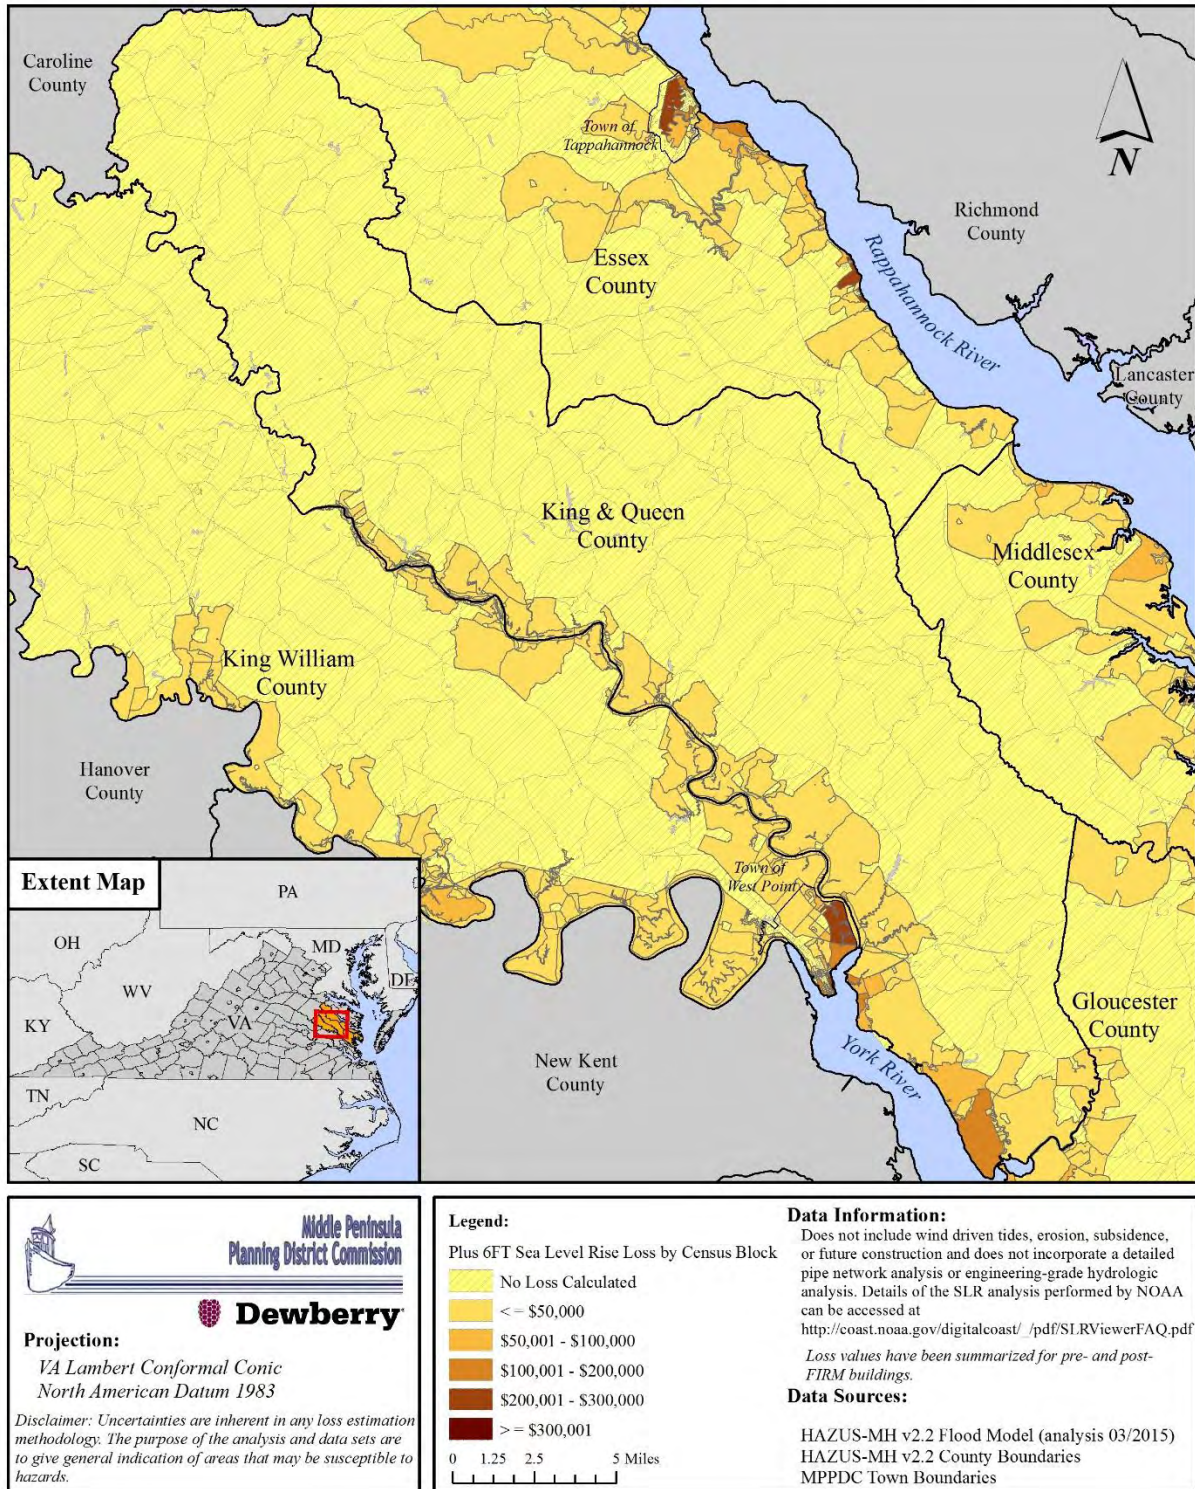 Caroline
County
Town of
Tappahannock
N
Richmond
County
Essex
County
Rappahannock River
Lancaster
County
King & Queen
County
Middlesex
County
King William
County
Hanover
County
Town of
West Point
Extent Map
PA
OH
MD
DE
WV
KY
VA
TN
NC
SC
New Kent
County
York River
Gloucester
County
Middle Peninsula
Planning District Commission
Dewberry
Projection:
VA Lambert Conformal Conic
North American Datum 1983
Disclaimer: Uncertainties are inherent in any loss estimation
methodology. The purpose of the analysis and data sets are
to give general indication of areas that may be susceptible to
hazards.
Legend:
Plus 6FT Sea Level Rise Loss by Census Block
No Loss Calculated
< = $50,000
$50,001 - $100,000
$100,001 - $200,000
$200,001 - $300,000
> = $300,001
0 1.25 2.5 5 Miles
Data Information:
Does not include wind driven tides, erosion, subsidence,
or future construction and does not incorporate a detailed
pipe network analysis or engineering-grade hydrologic
analysis. Details of the SLR analysis performed by NOAA
can be accessed at
http://coast.noaa.gov/digitalcoast/_/pdf/SLRViewerFAQ.pdf
Loss values have been summarized for pre- and post-
FIRM buildings.
Data Sources:
HAZUS-MH v2.2 Flood Model (analysis 03/2015)
HAZUS-MH v2.2 County Boundaries
MPPDC Town Boundaries